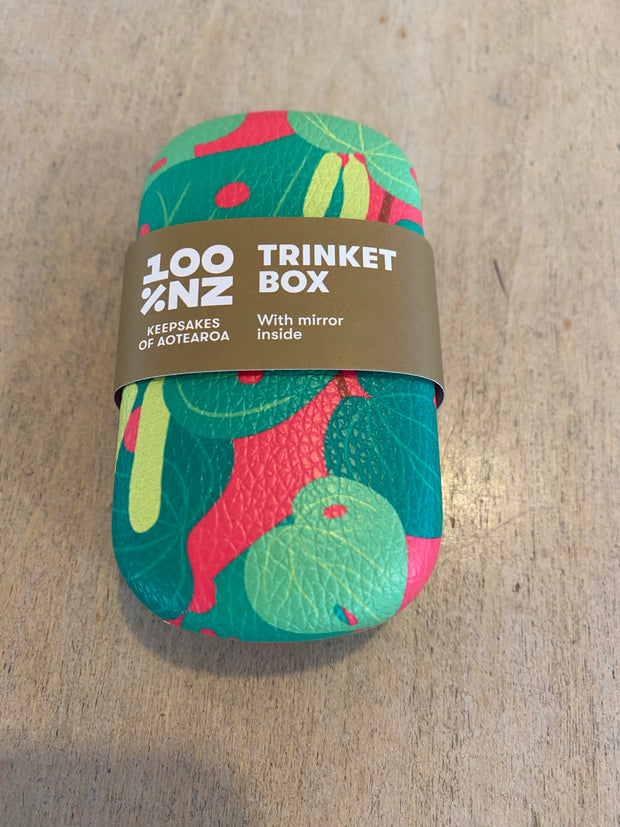 100
%NZ
KEEPSAKES
OF AOTEAROA
TRINKET
BOX
With mirror
inside